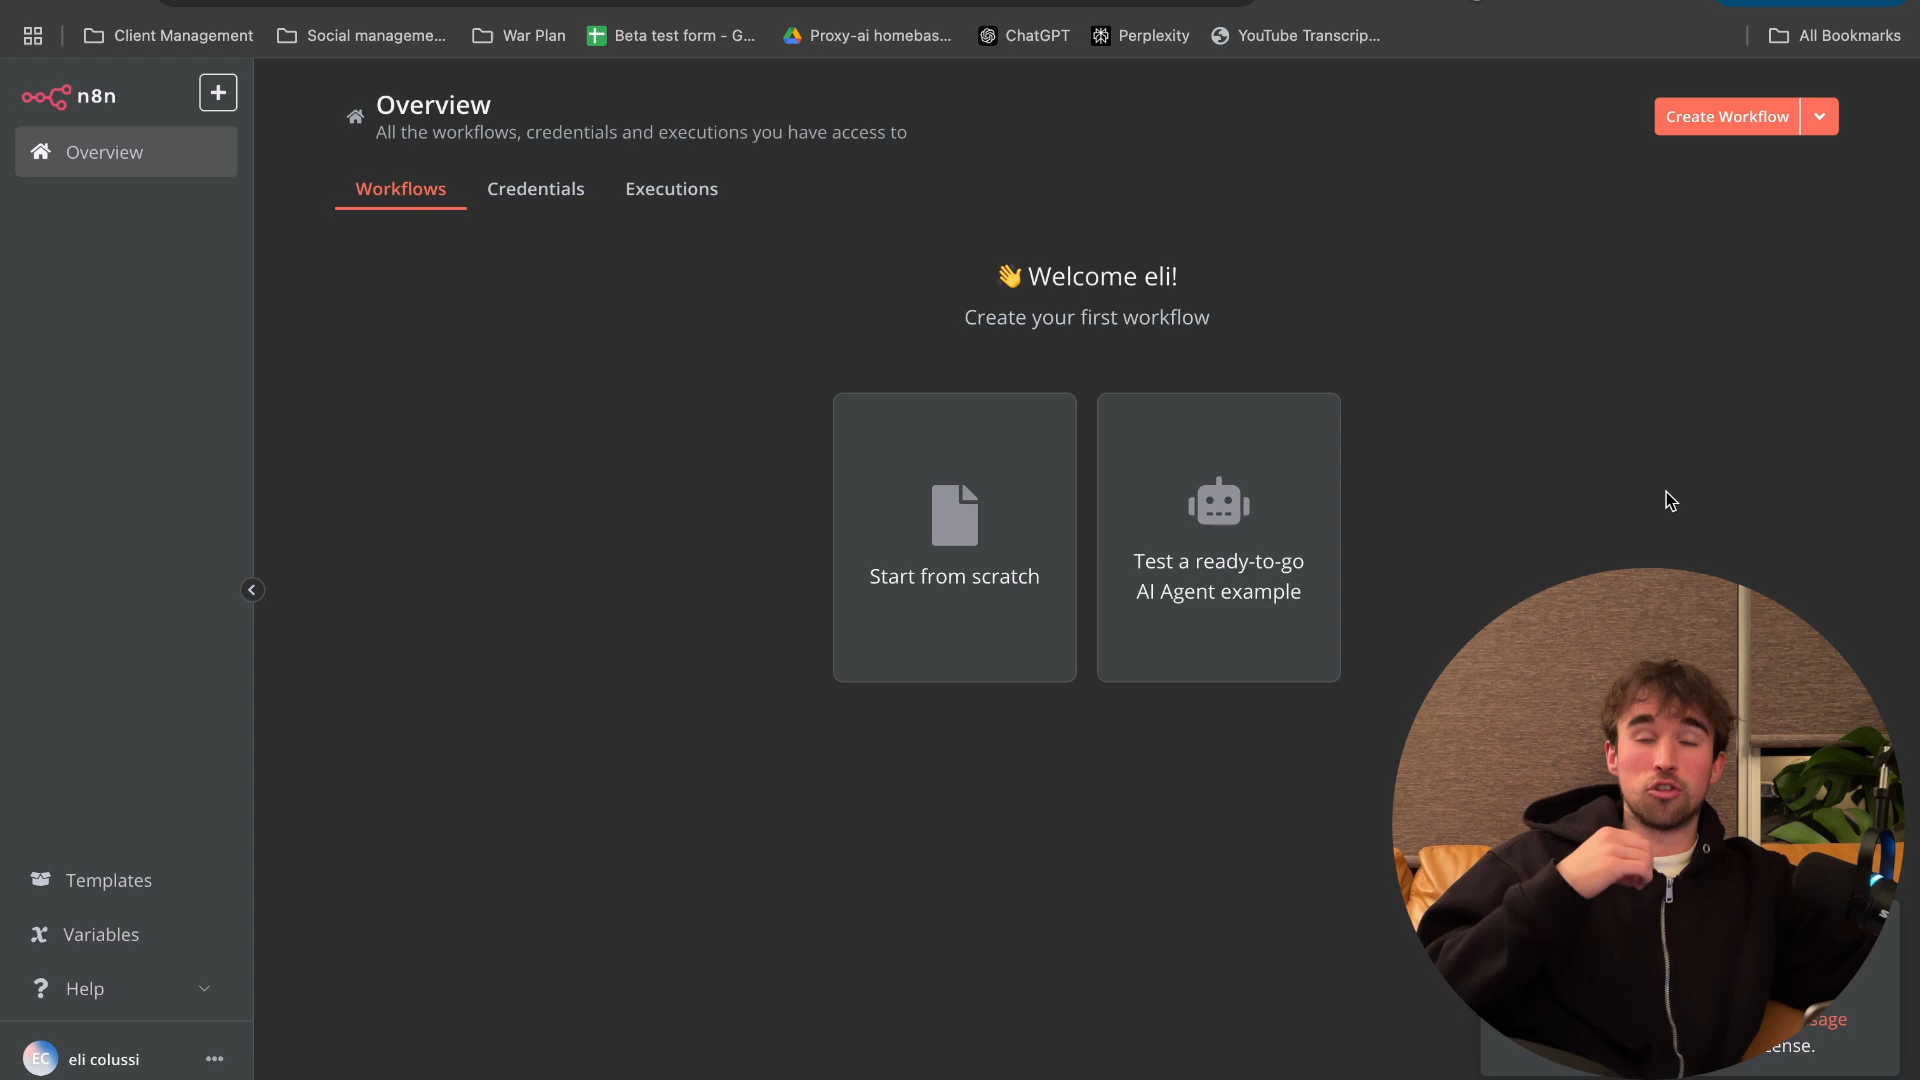 Client Management
Social manageme...
War Plan
Beta test form - G...
Proxy-ai homebas...
ChatGPT
Perplexity
YouTube Transcrip...
All Bookmarks
n8n
Overview
Overview
All the workflows, credentials and executions you have access to
Create Workflow
Workflows
Credentials
Executions
👋 Welcome eli!
Create your first workflow
Start from scratch
Test a ready-to-go
AI Agent example
Templates
Variables
Help
EC
eli colussi